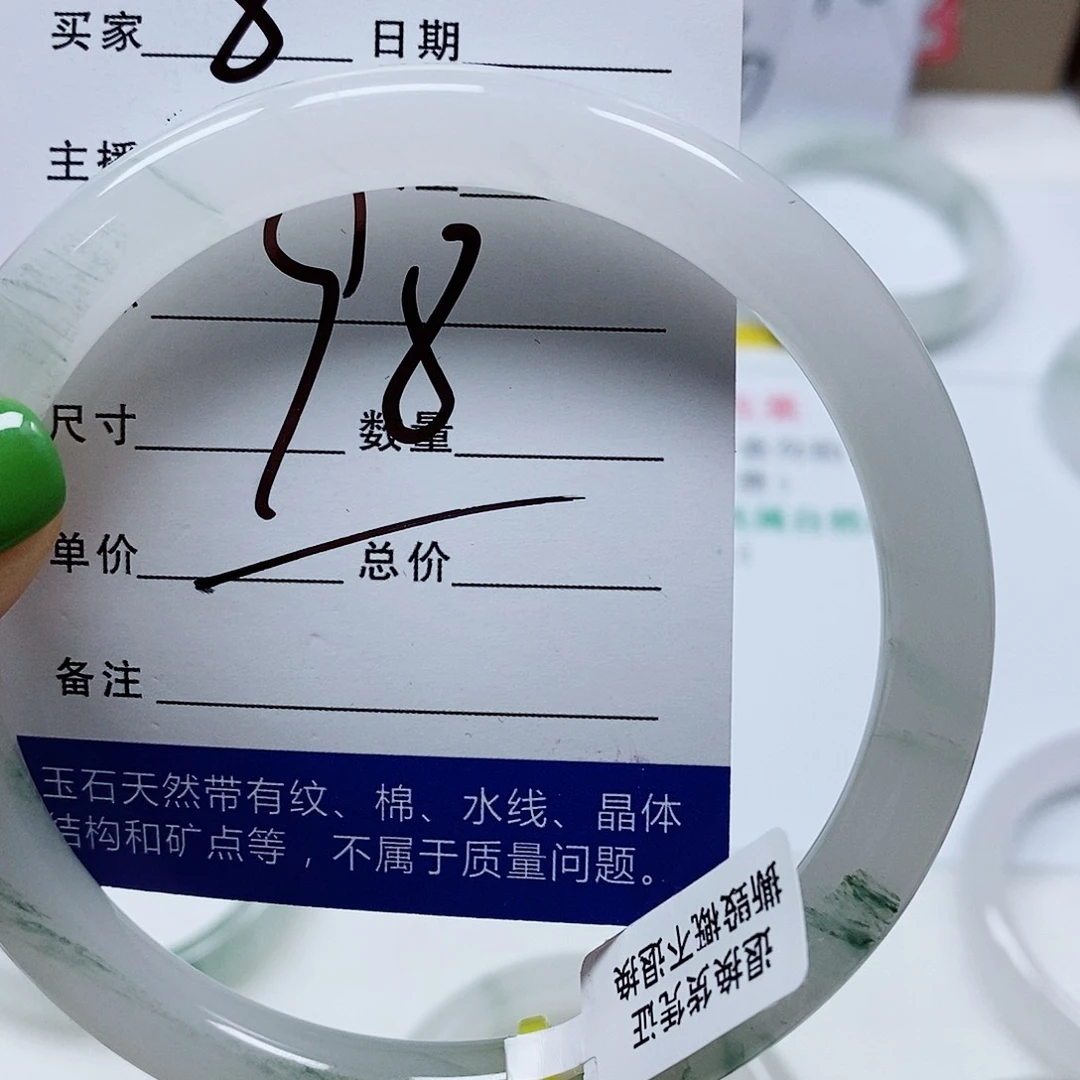 买家 8 日期
主播
98
尺寸 数量
单价 总价
备注
玉石天然带有纹、棉、水线、晶体
结构和矿点等，不属于质量问题。
退换货凭证
撕毁概不退换